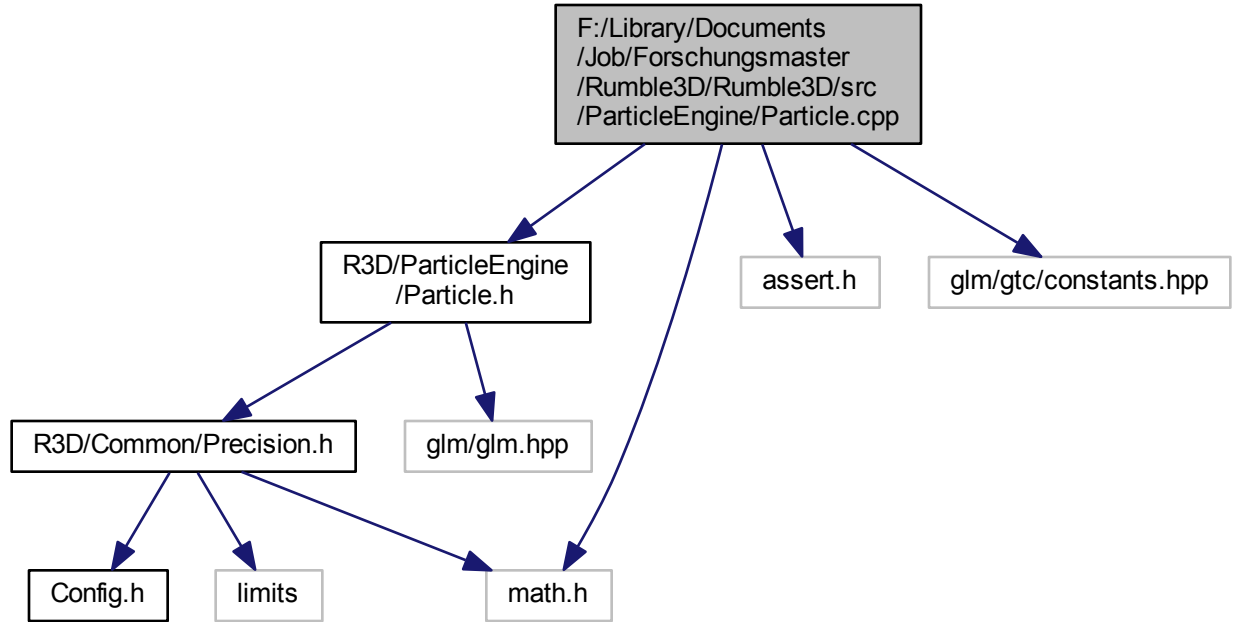 F:/Library/Documents
/Job/Forschungsmaster
/Rumble3D/Rumble3D/src
/ParticleEngine/Particle.cpp
R3D/ParticleEngine
/Particle.h
assert.h
glm/gtc/constants.hpp
R3D/Common/Precision.h
glm/glm.hpp
Config.h
limits
math.h